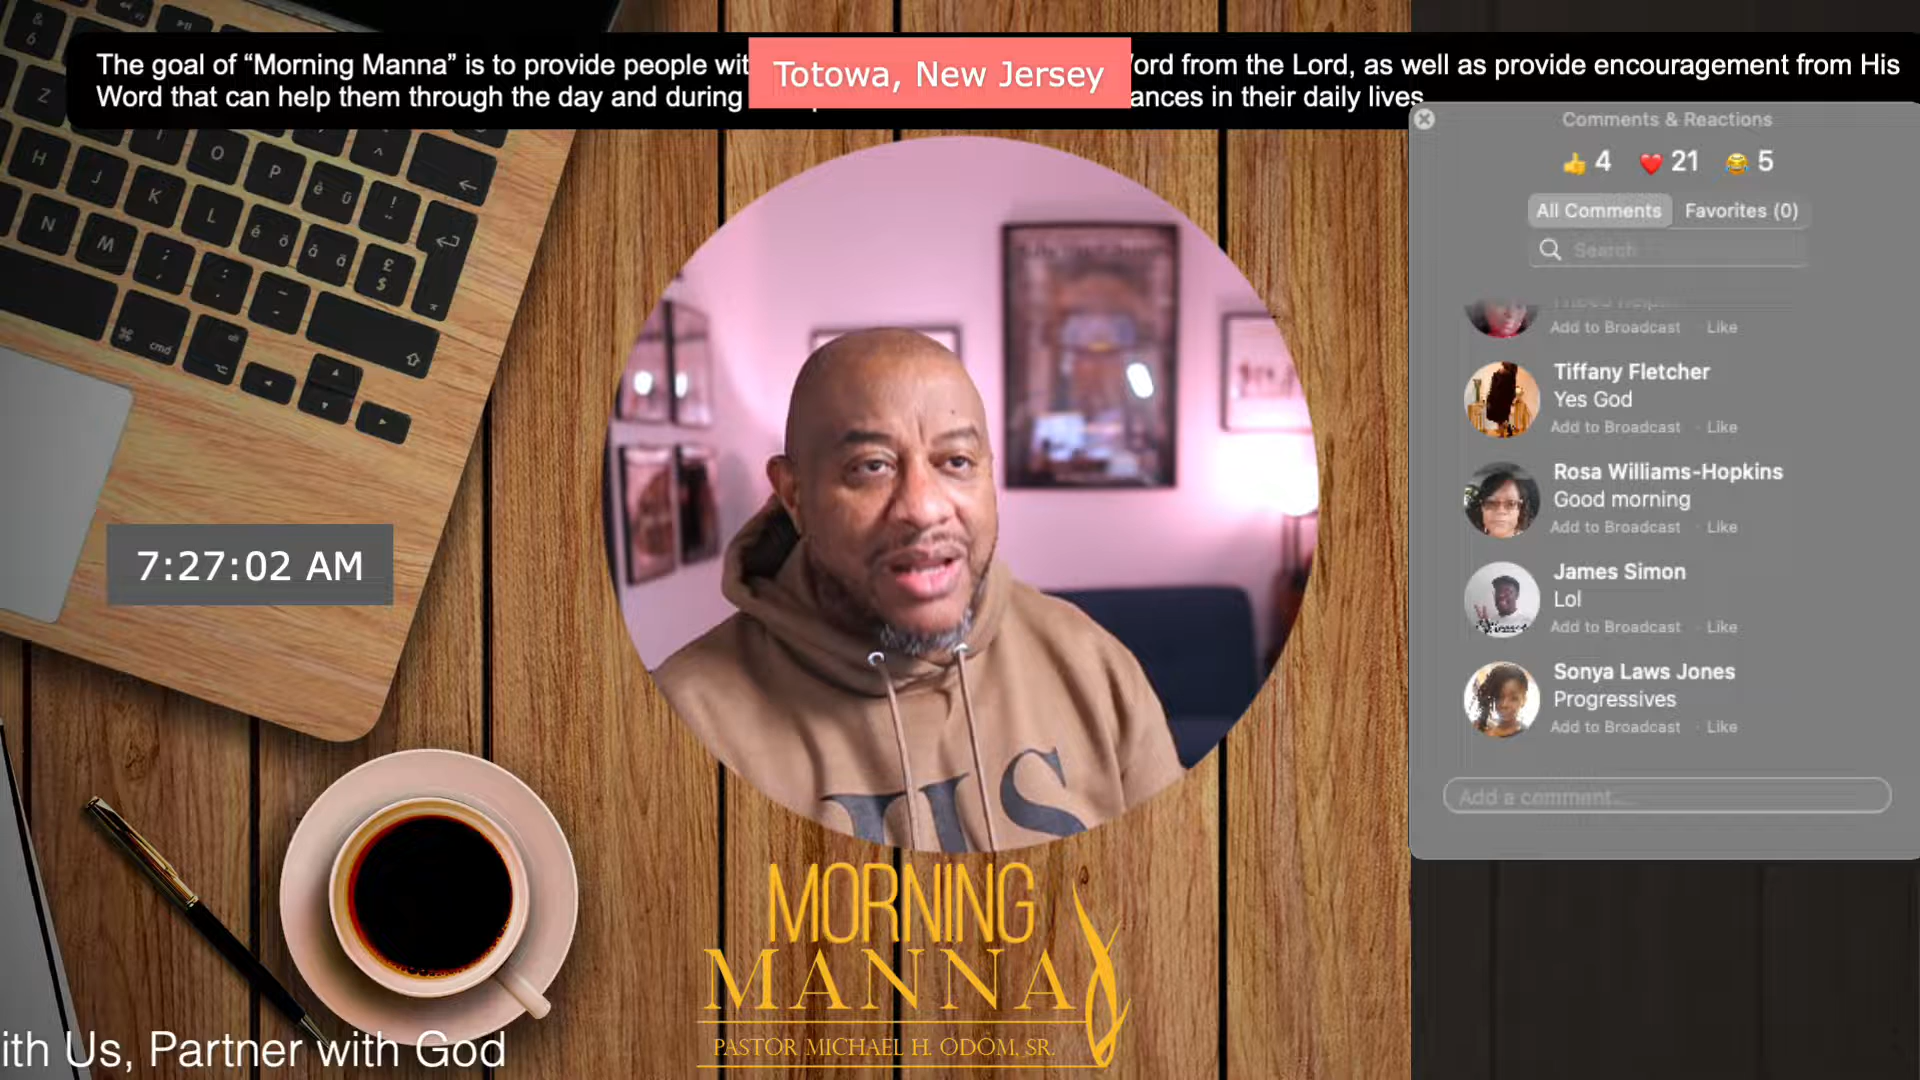 The goal of “Morning Manna” is to provide people wit
ord from the Lord, as well as provide encouragement from His
Word that can help them through the day and during
ances in their daily lives.
Totowa, New Jersey
Comments & Reactions
👍 4 ❤️ 21 😂 5
All Comments Favorites (0)
Search
Add to Broadcast · Like
Tiffany Fletcher
Yes God
Add to Broadcast · Like
Rosa Williams-Hopkins
Good morning
Add to Broadcast · Like
James Simon
Lol
Add to Broadcast · Like
Sonya Laws Jones
Progressives
Add to Broadcast · Like
Add a comment...
7:27:02 AM
MORNING
MANNA
PASTOR MICHAEL H. ODOM, SR.
ith Us, Partner with God